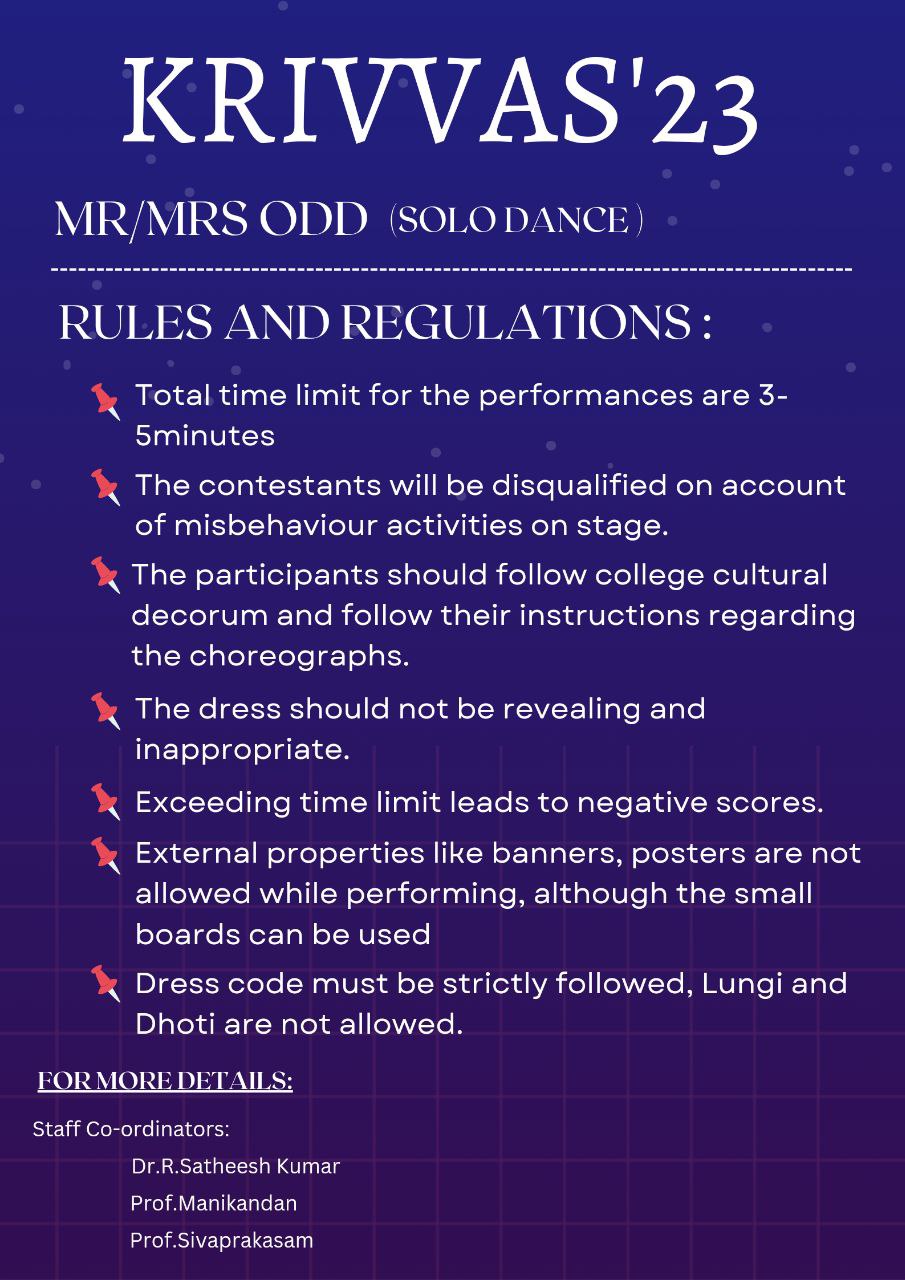 KRIVVAS'23
MR/MRS ODD (SOLO DANCE )
RULES AND REGULATIONS :
Total time limit for the performances are 3-
5minutes
The contestants will be disqualified on account
of misbehaviour activities on stage.
The participants should follow college cultural
decorum and follow their instructions regarding
the choreographs.
The dress should not be revealing and
inappropriate.
Exceeding time limit leads to negative scores.
External properties like banners, posters are not
allowed while performing, although the small
boards can be used
Dress code must be strictly followed, Lungi and
Dhoti are not allowed.
FOR MORE DETAILS:
Staff Co-ordinators:
Dr.R.Satheesh Kumar
Prof.Manikandan
Prof.Sivaprakasam